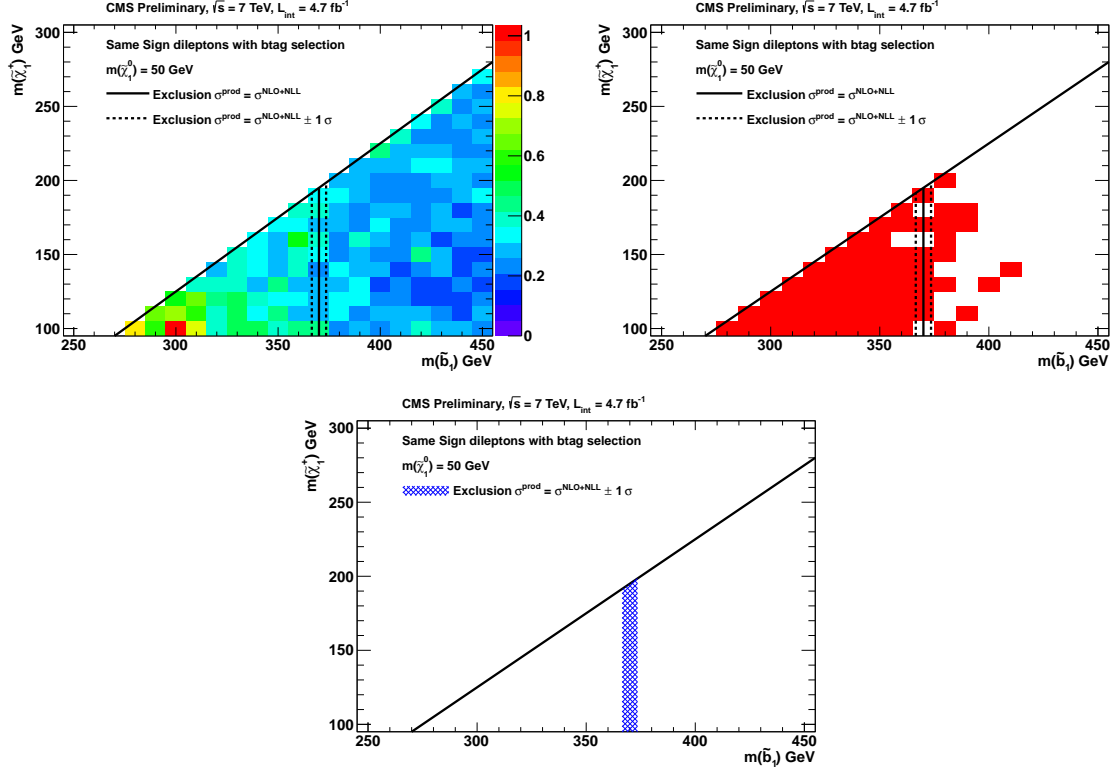 CMS Preliminary, √s = 7 TeV, L_int = 4.7 fb⁻¹
Same Sign dileptons with btag selection
m(χ̃₁⁰) = 50 GeV
Exclusion σ^prod = σ^NLO+NLL
Exclusion σ^prod = σ^NLO+NLL ± 1 σ
m(χ̃₁⁺) GeV
300
250
200
150
100
250 300 350 400 450
m(b̃₁) GeV
1
0.8
0.6
0.4
0.2
0
CMS Preliminary, √s = 7 TeV, L_int = 4.7 fb⁻¹
Same Sign dileptons with btag selection
m(χ̃₁⁰) = 50 GeV
Exclusion σ^prod = σ^NLO+NLL
Exclusion σ^prod = σ^NLO+NLL ± 1 σ
m(χ̃₁⁺) GeV
300
250
200
150
100
250 300 350 400 450
m(b̃₁) GeV
CMS Preliminary, √s = 7 TeV, L_int = 4.7 fb⁻¹
Same Sign dileptons with btag selection
m(χ̃₁⁰) = 50 GeV
Exclusion σ^prod = σ^NLO+NLL ± 1 σ
m(χ̃₁⁺) GeV
300
250
200
150
100
250 300 350 400 450
m(b̃₁) GeV